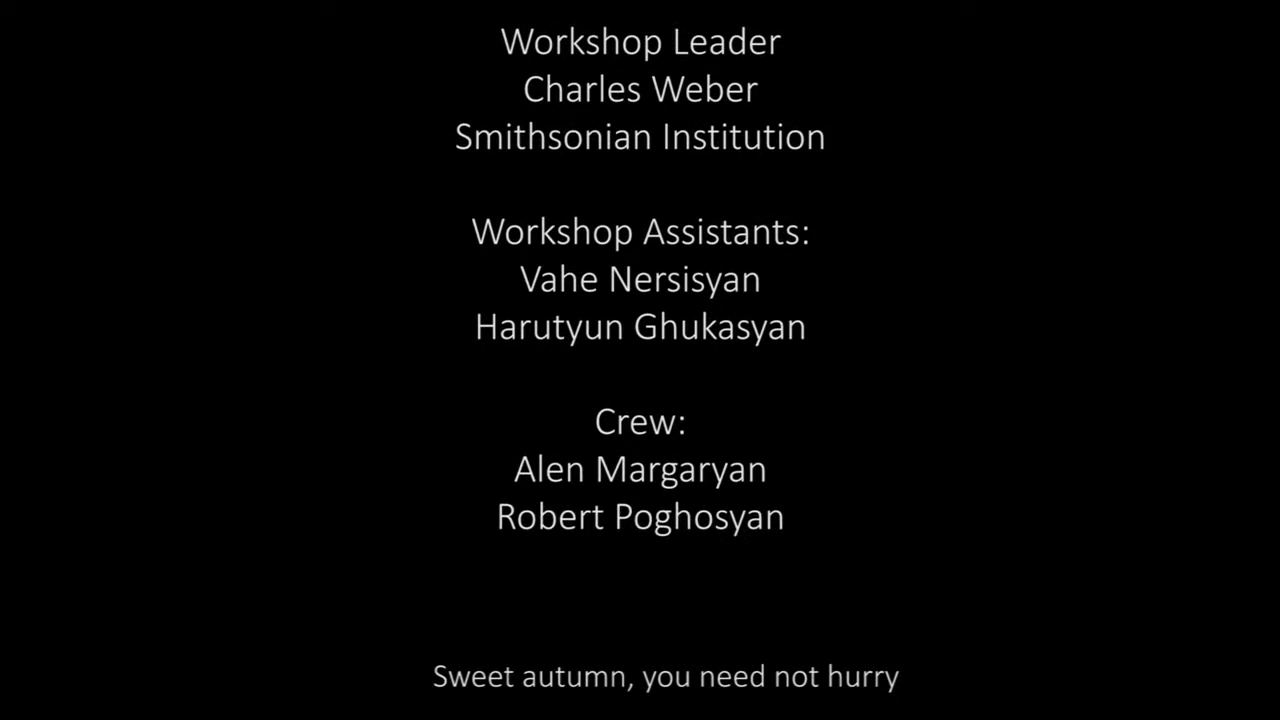 Workshop Leader
Charles Weber
Smithsonian Institution
Workshop Assistants:
Vahe Nersisyan
Harutyun Ghukasyan
Crew:
Alen Margaryan
Robert Poghosyan
Sweet autumn, you need not hurry